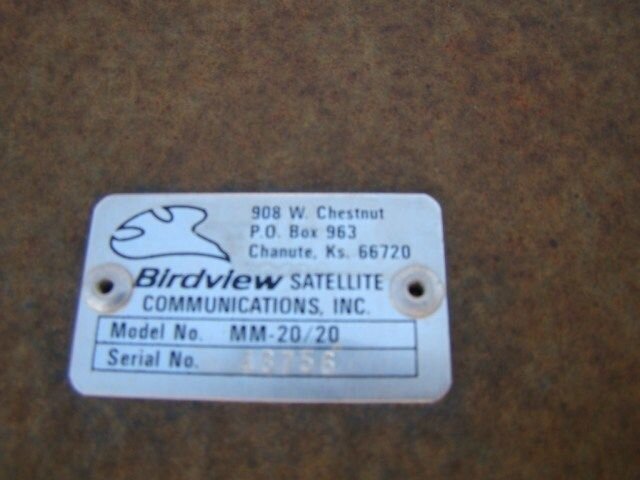 908 W. Chestnut
P.O. Box 963
Chanute, Ks. 66720
Birdview SATELLITE
COMMUNICATIONS, INC.
Model No. MM-20/20
Serial No.